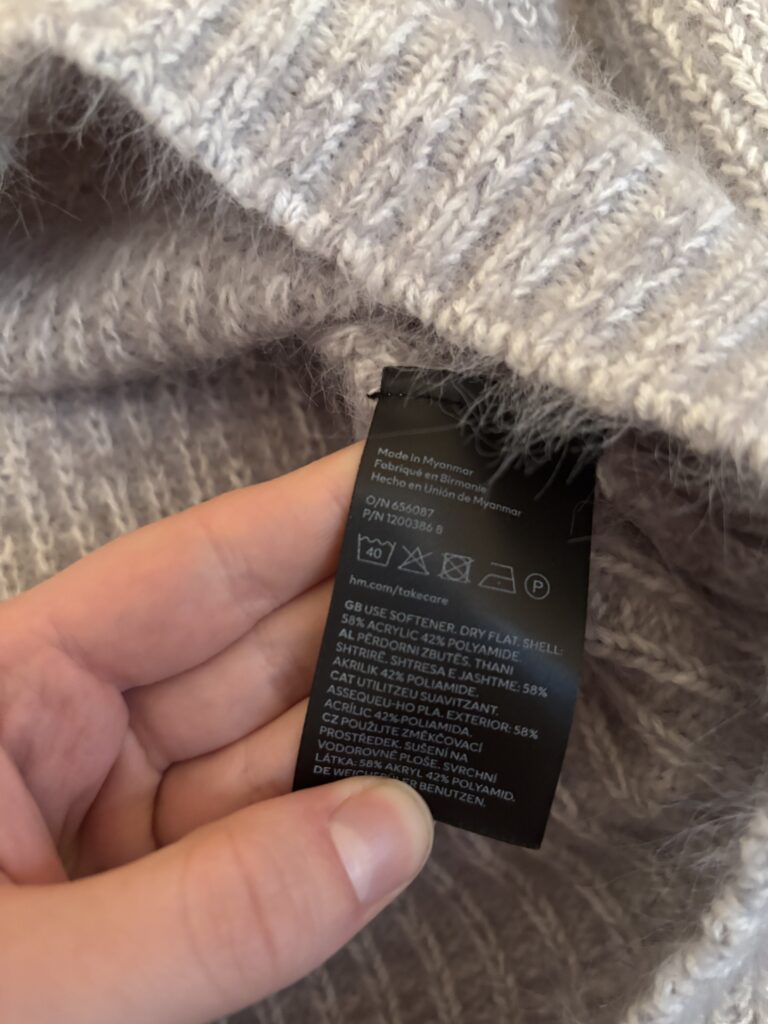 Made in Myanmar
Fabriqué en Birmanie
Hecho en Unión de Myanmar
O/N 656087
P/N 1200386 8
40
P
hm.com/takecare
GB USE SOFTENER. DRY FLAT. SHELL:
58% ACRYLIC 42% POLYAMIDE.
AL PËRDORNI ZBUTËS. THANI
SHTRIRË. SHTRESA E JASHTME: 58%
AKRILIK 42% POLIAMIDE.
CAT UTILITZEU SUAVITZANT.
ASSEQUEU-HO PLA. EXTERIOR: 58%
ACRÍLIC 42% POLIAMIDA.
CZ POUŽIJTE ZMĚKČOVACÍ
PROSTŘEDEK. SUŠENÍ NA
VODOROVNÉ PLOŠE. SVRCHNÍ
LÁTKA: 58% AKRYL 42% POLYAMID.
DE BENUTZEN.